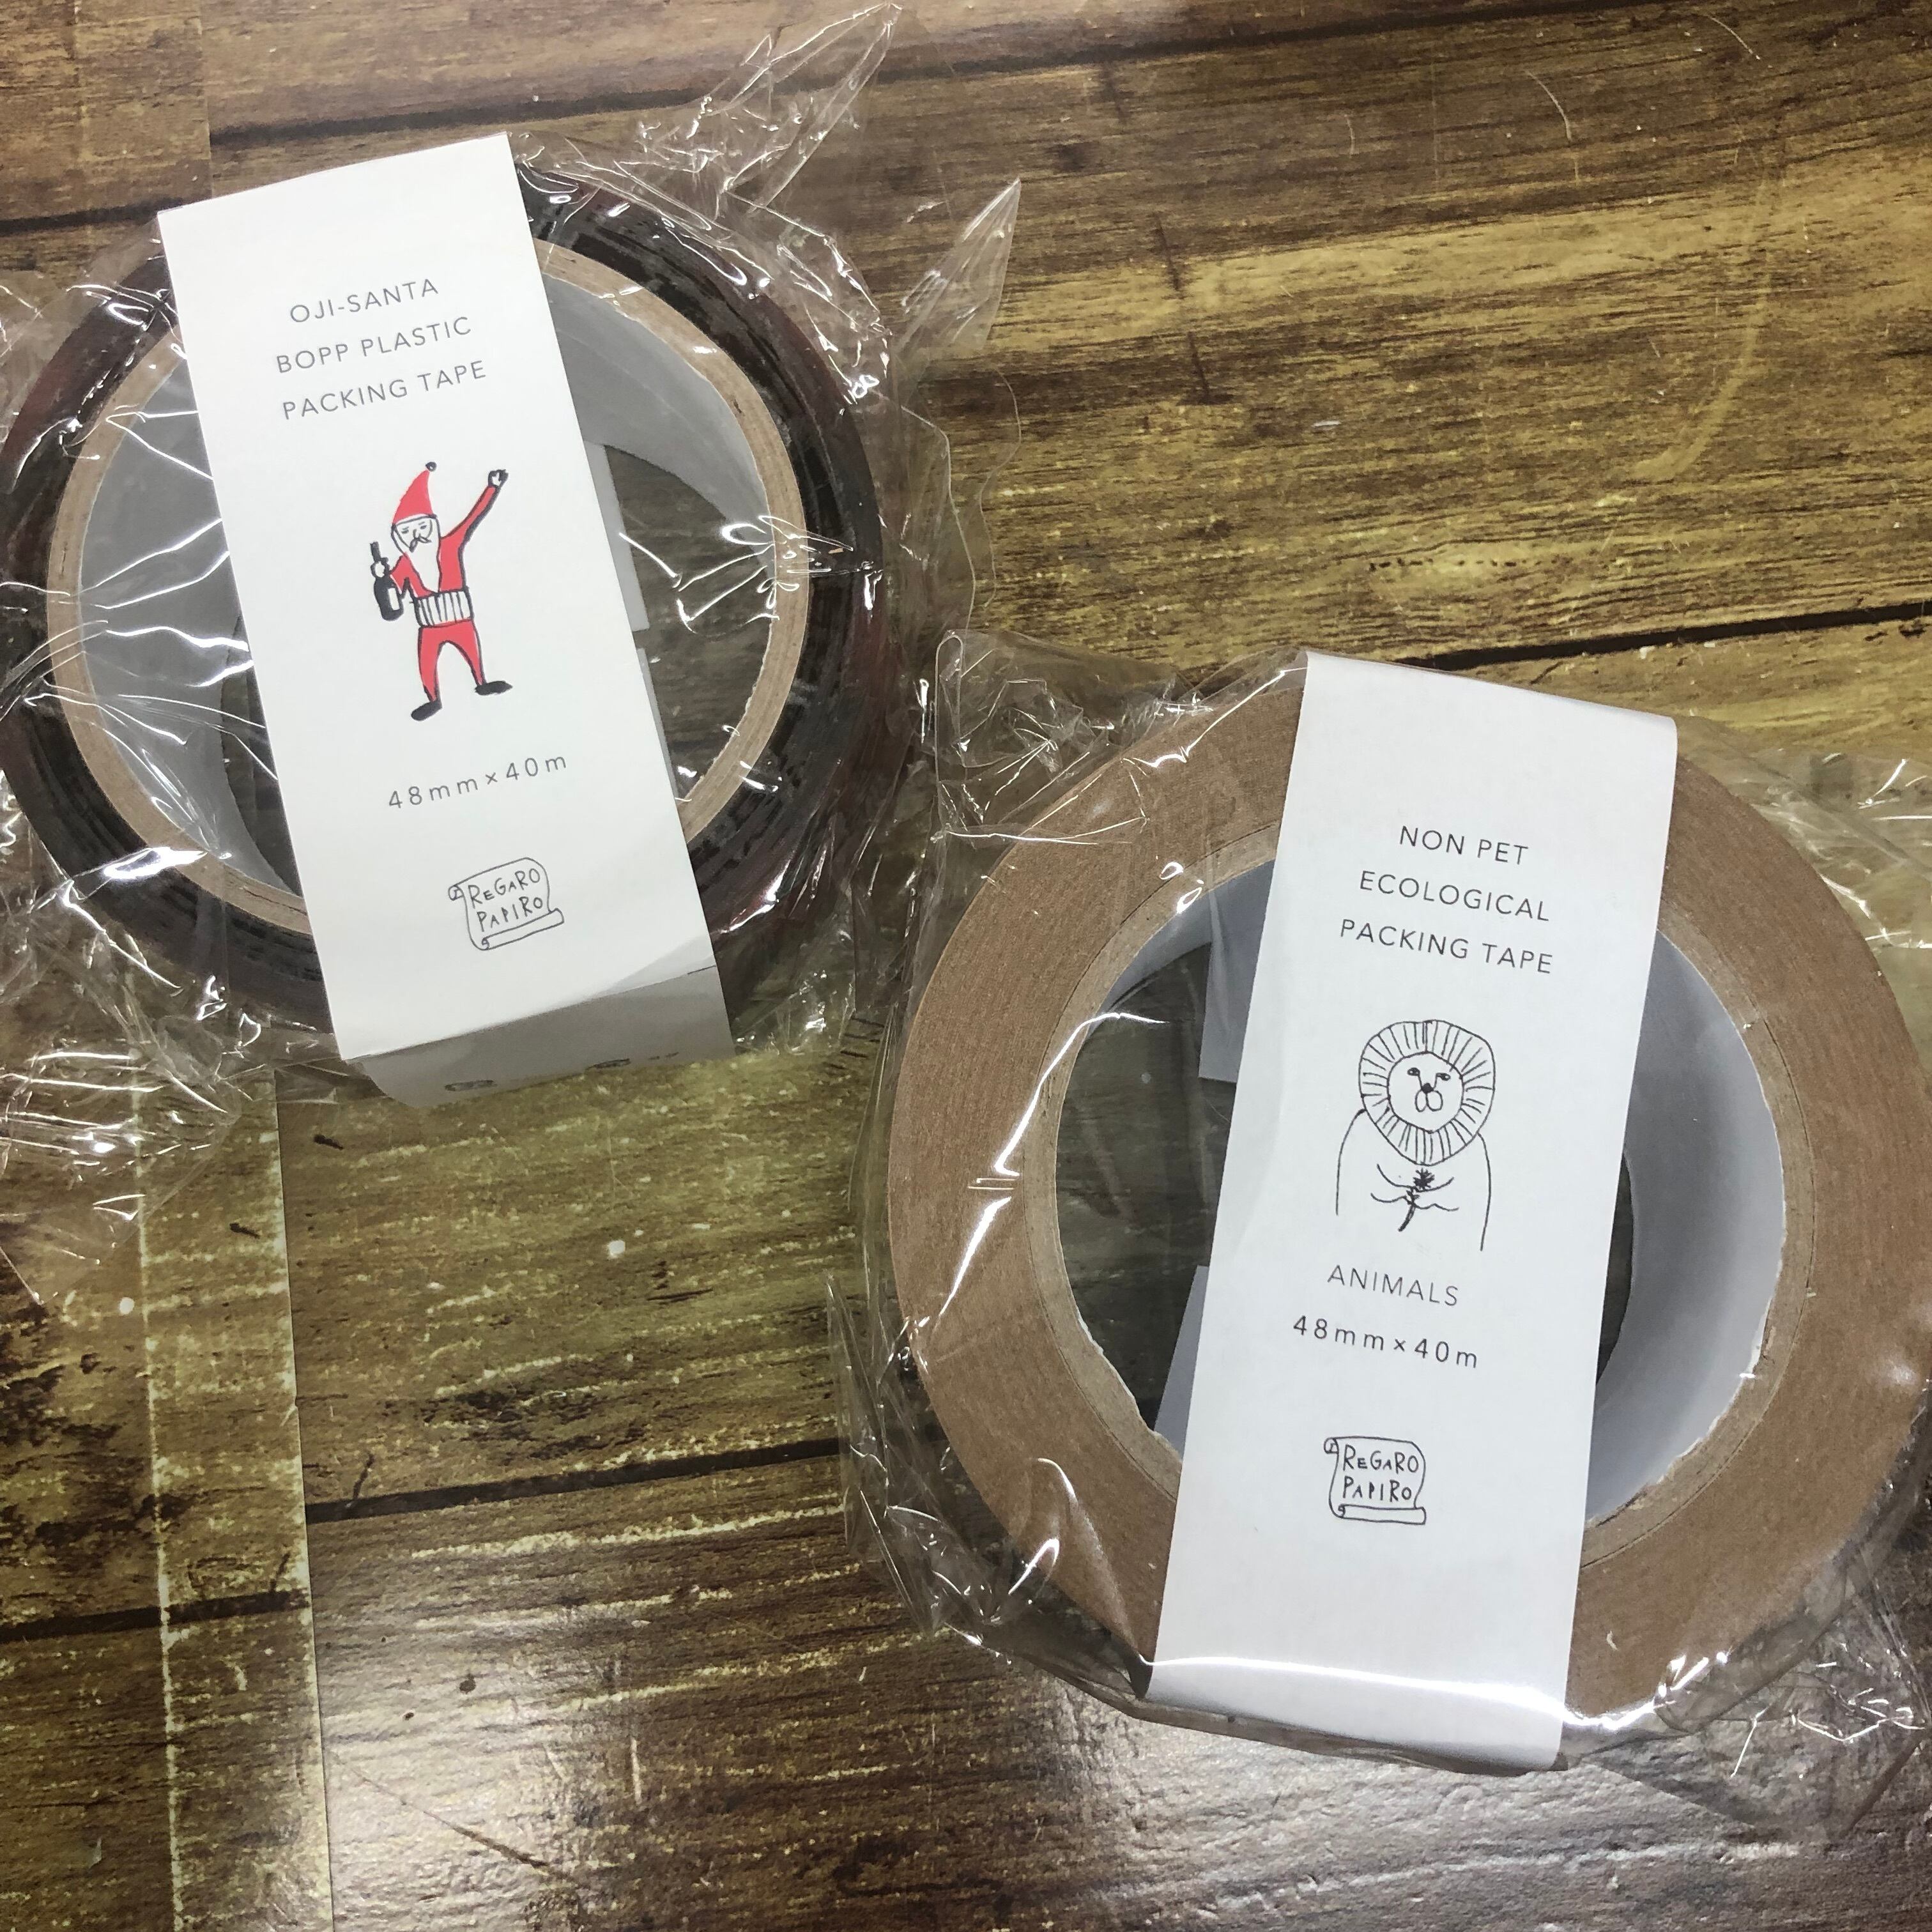 OJI-SANTA
BOPP PLASTIC
PACKING TAPE
48mm×40m
REGARO
PAPIRO
NON PET
ECOLOGICAL
PACKING TAPE
ANIMALS
48mm×40m
REGARO
PAPIRO